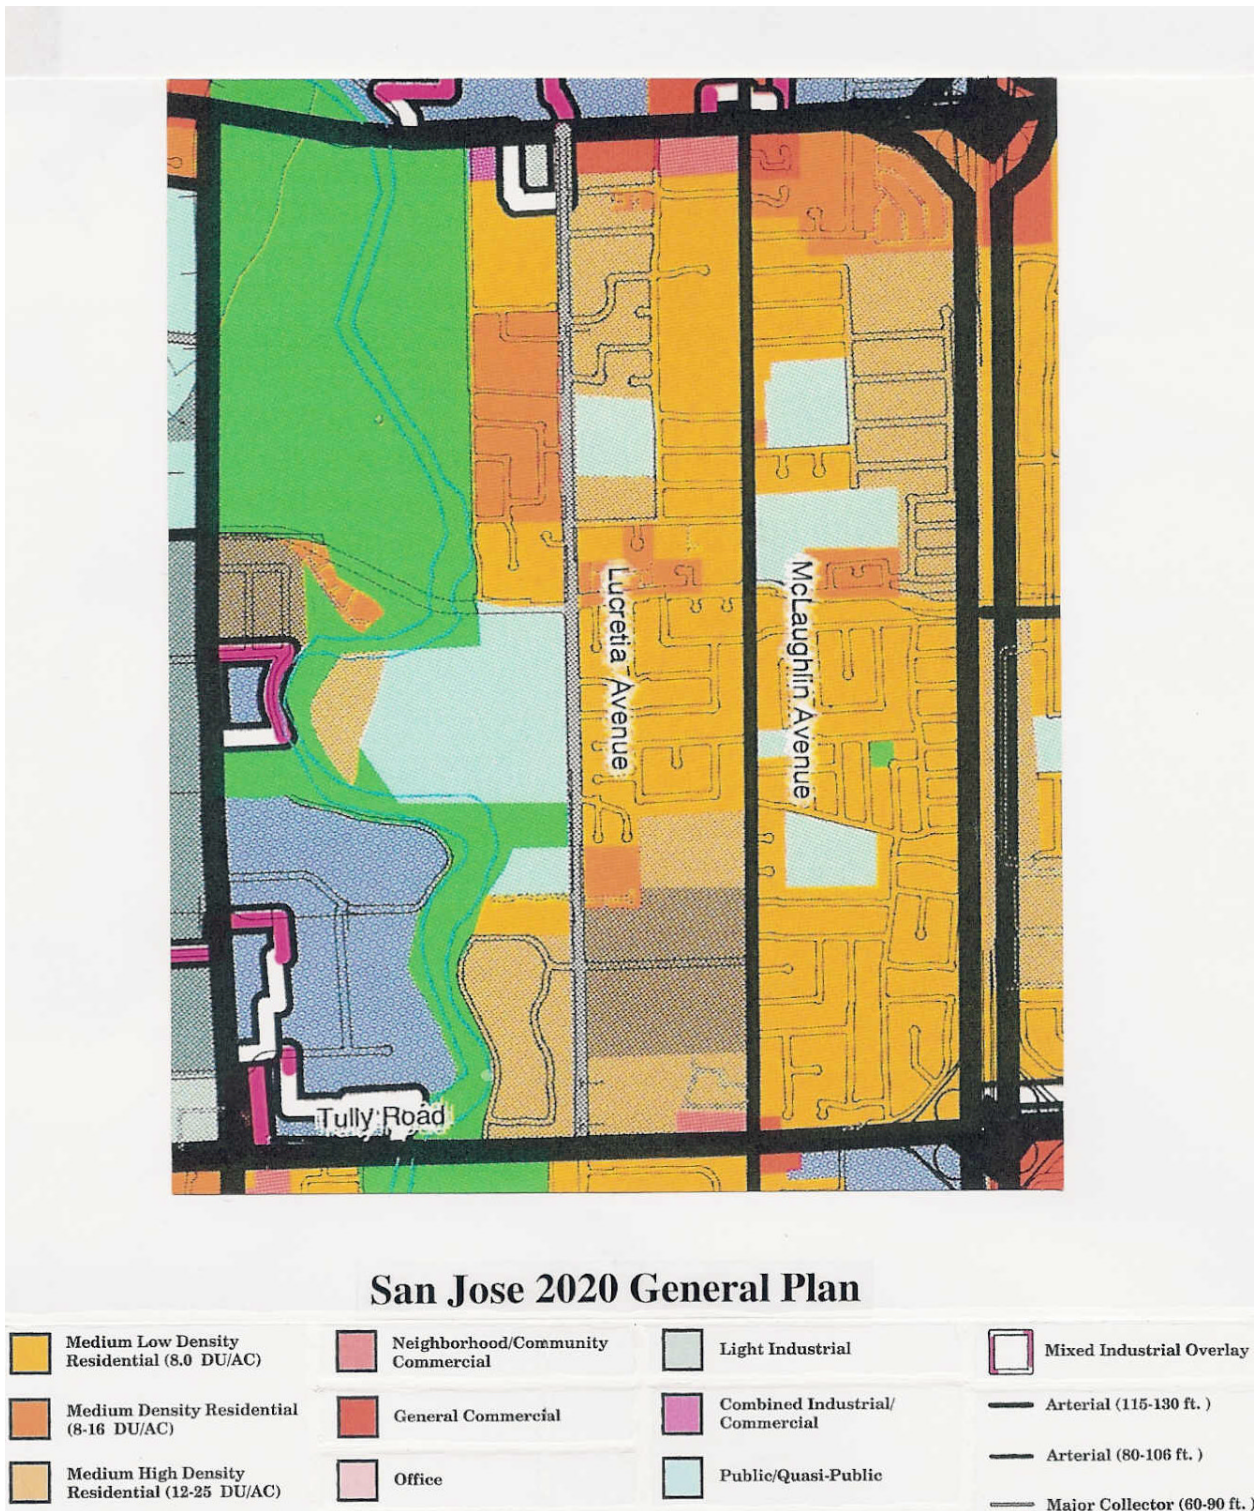 Lucretia Avenue
McLaughlin Avenue
Tully Road
San Jose 2020 General Plan
Medium Low Density
Residential (8.0 DU/AC)
Medium Density Residential
(8-16 DU/AC)
Medium High Density
Residential (12-25 DU/AC)
Neighborhood/Community
Commercial
General Commercial
Office
Light Industrial
Combined Industrial/
Commercial
Public/Quasi-Public
Mixed Industrial Overlay
Arterial (115-130 ft. )
Arterial (80-106 ft. )
Major Collector (60-90 ft. )